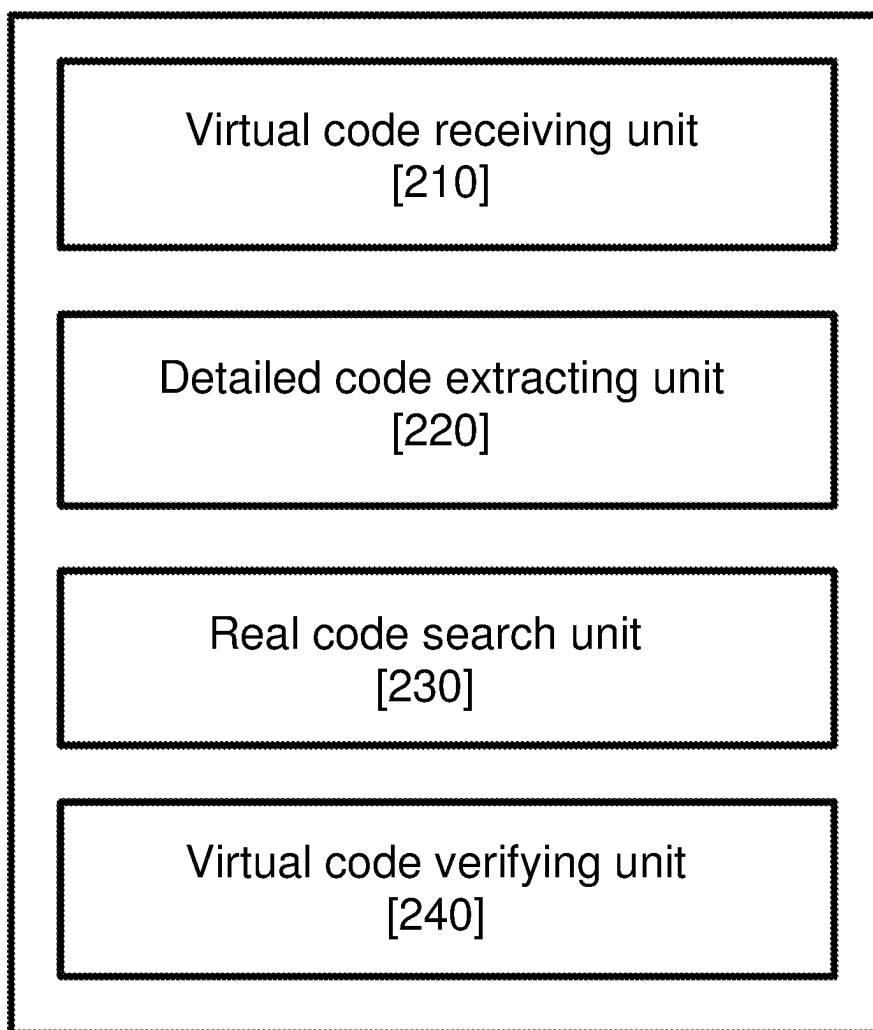 Virtual code receiving unit
[210]
Detailed code extracting unit
[220]
Real code search unit
[230]
Virtual code verifying unit
[240]